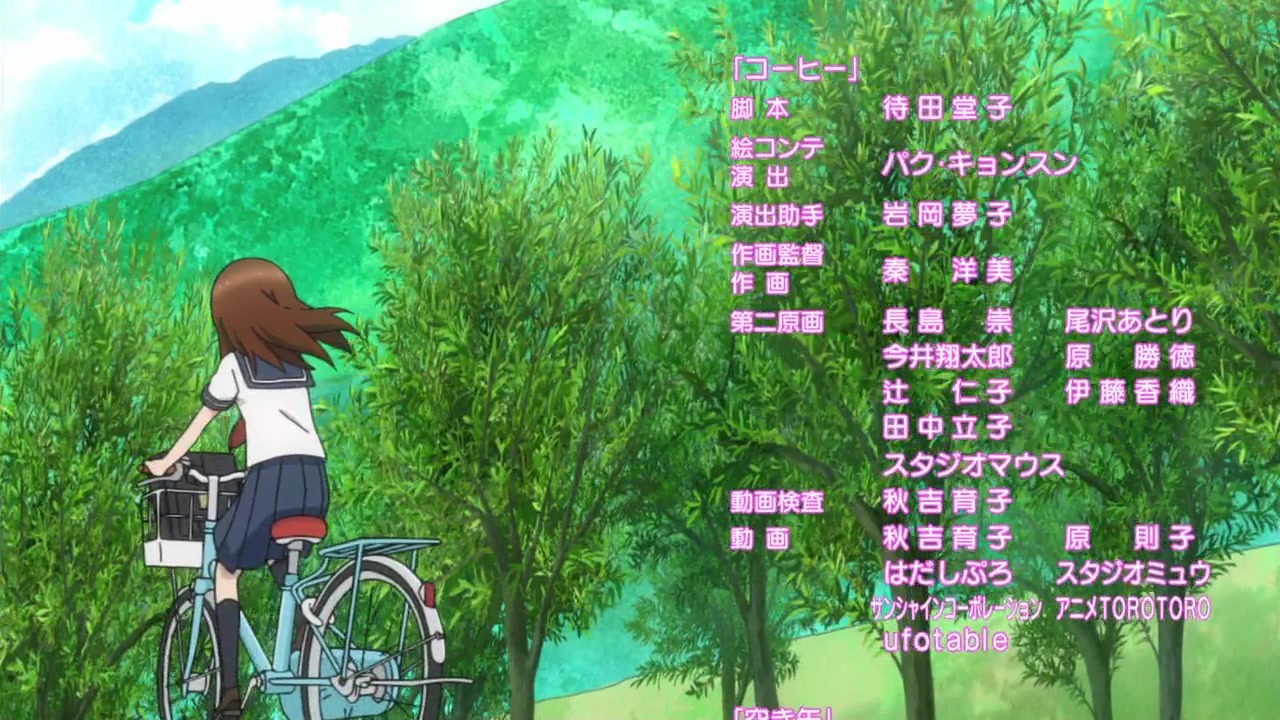 「コーヒー」
脚本 待田堂子
絵コンテ
演出 パク・キョンスン
演出助手 岩岡夢子
作画監督
作画 秦 洋美
第二原画 長島 崇 尾沢あとり
今井翔太郎 原 勝徳
辻 仁子 伊藤香織
田中立子
スタジオマウス
動画検査 秋吉育子
動画 秋吉育子 原 則子
はだしぷろ スタジオミュウ
サンシャインコーポレーション アニメTOROTORO
ufotable
「空き缶」